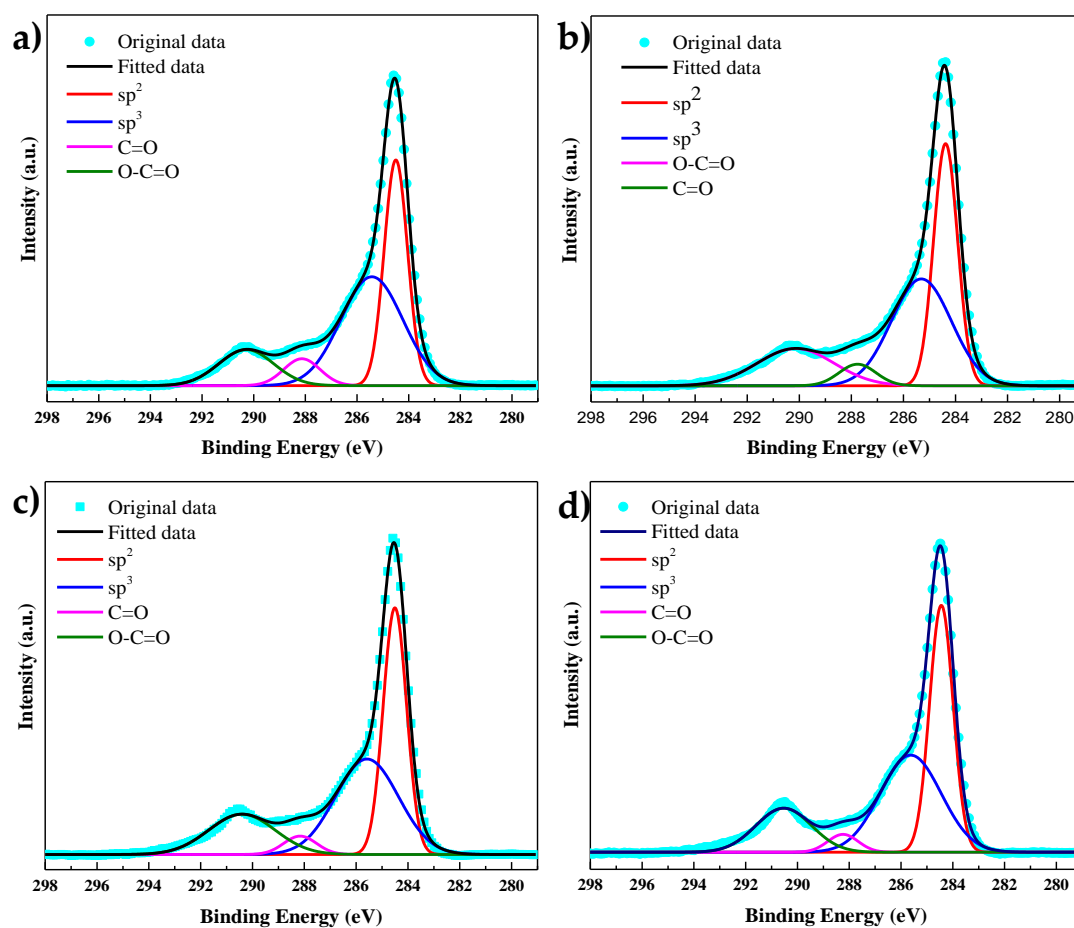 a)
Original data
Fitted data
sp²
sp³
C=O
O-C=O
Intensity (a.u.)
298 296 294 292 290 288 286 284 282 280
Binding Energy (eV)
b)
Original data
Fitted data
sp²
sp³
O-C=O
C=O
Intensity (a.u.)
298 296 294 292 290 288 286 284 282 280
Binding Energy (eV)
c)
Original data
Fitted data
sp²
sp³
C=O
O-C=O
Intensity (a.u.)
298 296 294 292 290 288 286 284 282 280
Binding Energy (eV)
d)
Original data
Fitted data
sp²
sp³
C=O
O-C=O
Intensity (a.u.)
298 296 294 292 290 288 286 284 282 280
Binding Energy (eV)